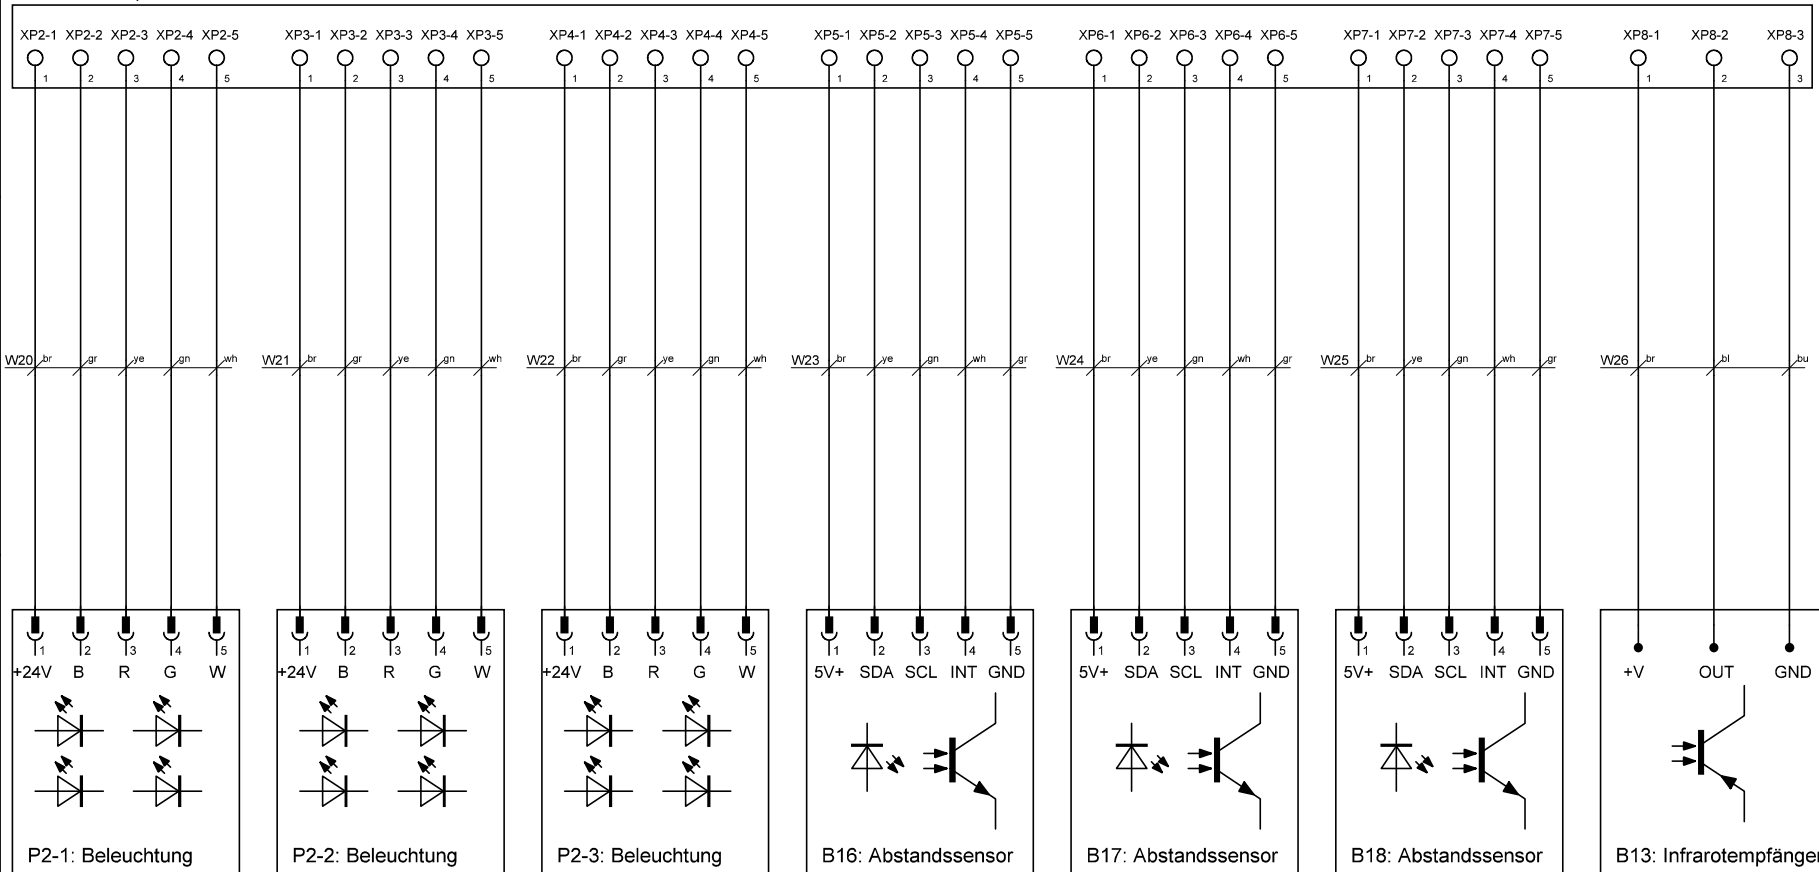 XP2-1 XP2-2 XP2-3 XP2-4 XP2-5 XP3-1 XP3-2 XP3-3 XP3-4 XP3-5 XP4-1 XP4-2 XP4-3 XP4-4 XP4-5 XP5-1 XP5-2 XP5-3 XP5-4 XP5-5 XP6-1 XP6-2 XP6-3 XP6-4 XP6-5 XP7-1 XP7-2 XP7-3 XP7-4 XP7-5 XP8-1 XP8-2 XP8-3
1 2 3 4 5 1 2 3 4 5 1 2 3 4 5 1 2 3 4 5 1 2 3 4 5 1 2 3 4 5 1 2 3
W20 br gr ye gn wh W21 br gr ye gn wh W22 br gr ye gn wh W23 br ye gn wh gr W24 br ye gn wh gr W25 br ye gn wh gr W26 br bl bu
1 2 3 4 5 1 2 3 4 5 1 2 3 4 5 1 2 3 4 5 1 2 3 4 5 1 2 3 4 5
+24V B R G W +24V B R G W +24V B R G W 5V+ SDA SCL INT GND 5V+ SDA SCL INT GND 5V+ SDA SCL INT GND +V OUT GND
P2-1: Beleuchtung P2-2: Beleuchtung P2-3: Beleuchtung B16: Abstandssensor B17: Abstandssensor B18: Abstandssensor B13: Infrarotempfänger